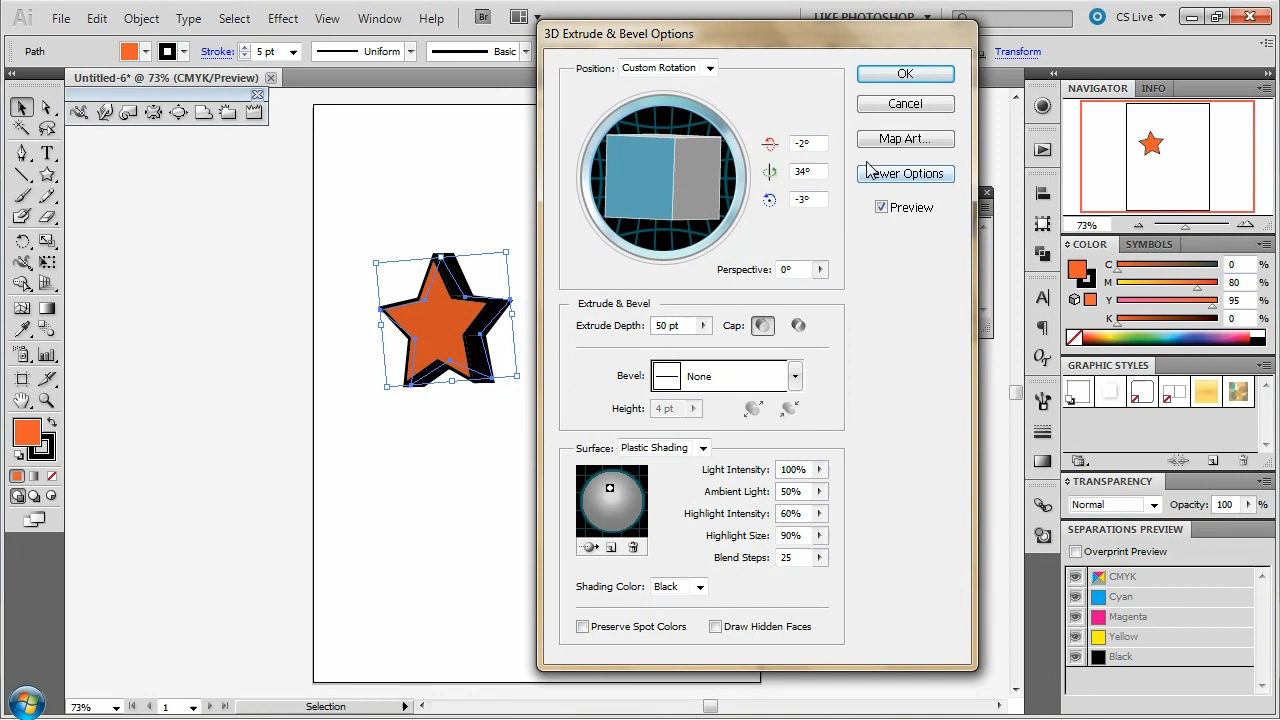 Ai File Edit Object Type Select Effect View Window Help Br LIKE PHOTOSHOP CS Live
Path Stroke: 5 pt Uniform Basic Transform
Untitled-6* @ 73% (CMYK/Preview)
3D Extrude & Bevel Options
Position: Custom Rotation
-2°
34°
-3°
Perspective: 0°
Extrude & Bevel
Extrude Depth: 50 pt Cap:
Bevel: None
Height: 4 pt
Surface: Plastic Shading
Light Intensity: 100%
Ambient Light: 50%
Highlight Intensity: 60%
Highlight Size: 90%
Blend Steps: 25
Shading Color: Black
Preserve Spot Colors Draw Hidden Faces
OK
Cancel
Map Art...
Fewer Options
Preview
NAVIGATOR INFO
73%
COLOR SYMBOLS
C 0 %
M 80 %
Y 95 %
K 0 %
GRAPHIC STYLES
TRANSPARENCY
Normal Opacity: 100 %
SEPARATIONS PREVIEW
Overprint Preview
CMYK
Cyan
Magenta
Yellow
Black
73% 1 Selection